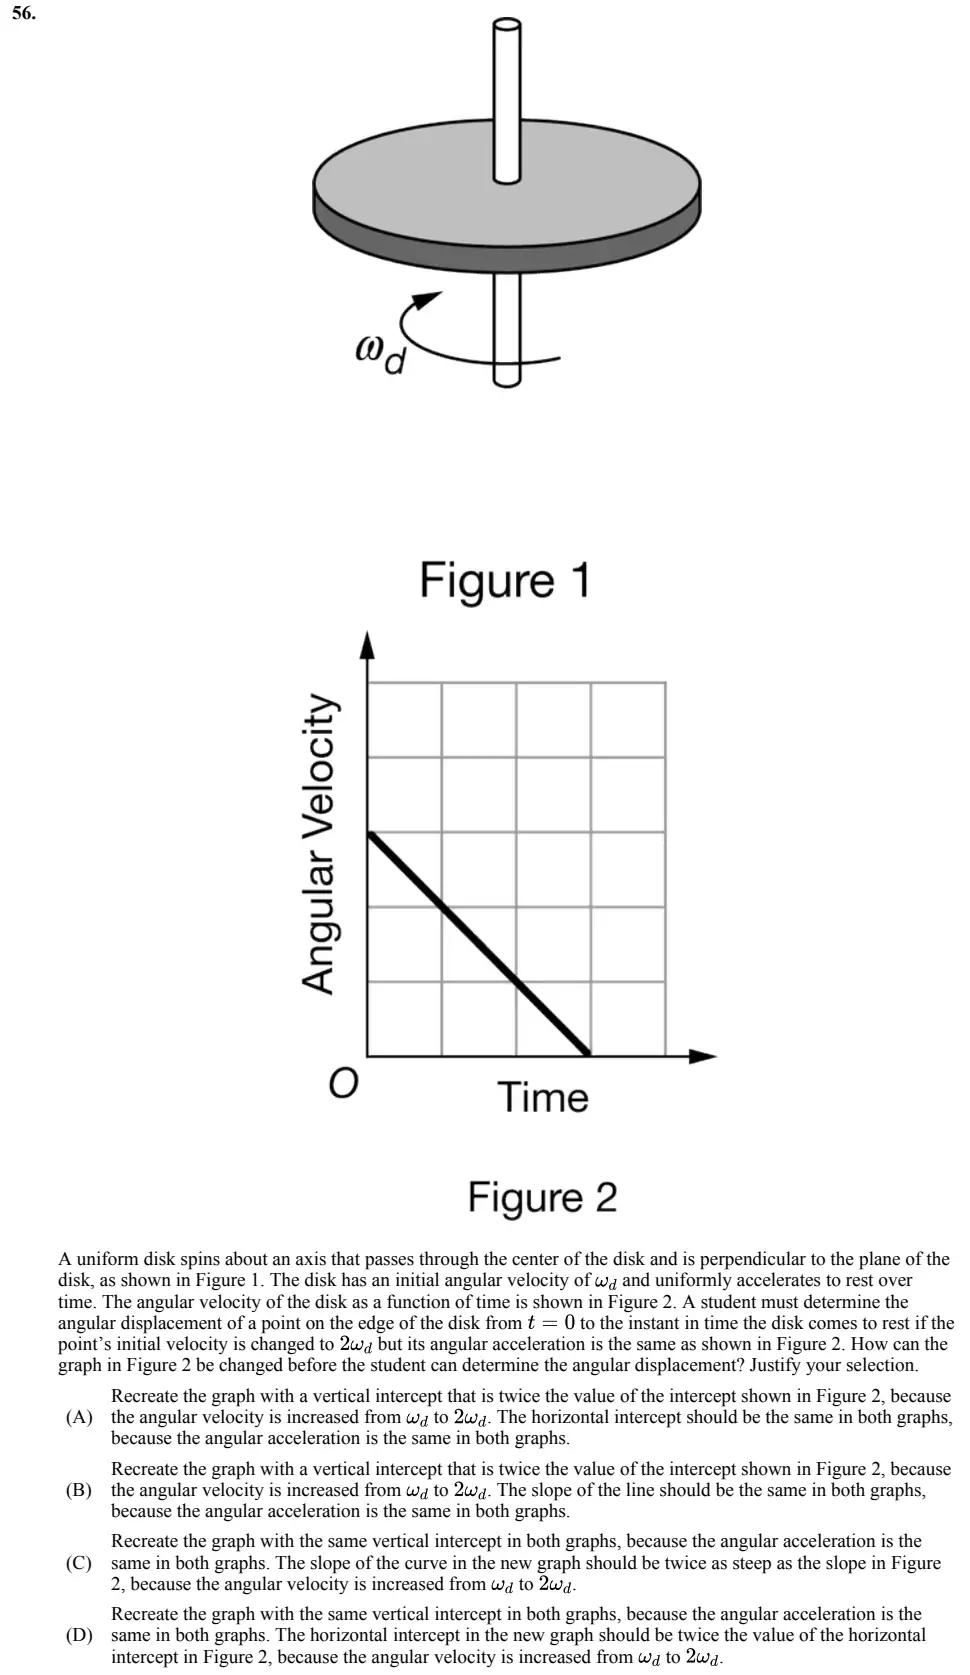 56.
ω_d
Figure 1
Angular Velocity
O
Time
Figure 2
A uniform disk spins about an axis that passes through the center of the disk and is perpendicular to the plane of the
disk, as shown in Figure 1. The disk has an initial angular velocity of ω_d and uniformly accelerates to rest over
time. The angular velocity of the disk as a function of time is shown in Figure 2. A student must determine the
angular displacement of a point on the edge of the disk from t = 0 to the instant in time the disk comes to rest if the
point’s initial velocity is changed to 2ω_d but its angular acceleration is the same as shown in Figure 2. How can the
graph in Figure 2 be changed before the student can determine the angular displacement? Justify your selection.
Recreate the graph with a vertical intercept that is twice the value of the intercept shown in Figure 2, because
(A) the angular velocity is increased from ω_d to 2ω_d. The horizontal intercept should be the same in both graphs,
because the angular acceleration is the same in both graphs.
Recreate the graph with a vertical intercept that is twice the value of the intercept shown in Figure 2, because
(B) the angular velocity is increased from ω_d to 2ω_d. The slope of the line should be the same in both graphs,
because the angular acceleration is the same in both graphs.
Recreate the graph with the same vertical intercept in both graphs, because the angular acceleration is the
(C) same in both graphs. The slope of the curve in the new graph should be twice as steep as the slope in Figure
2, because the angular velocity is increased from ω_d to 2ω_d.
Recreate the graph with the same vertical intercept in both graphs, because the angular acceleration is the
(D) same in both graphs. The horizontal intercept in the new graph should be twice the value of the horizontal
intercept in Figure 2, because the angular velocity is increased from ω_d to 2ω_d.